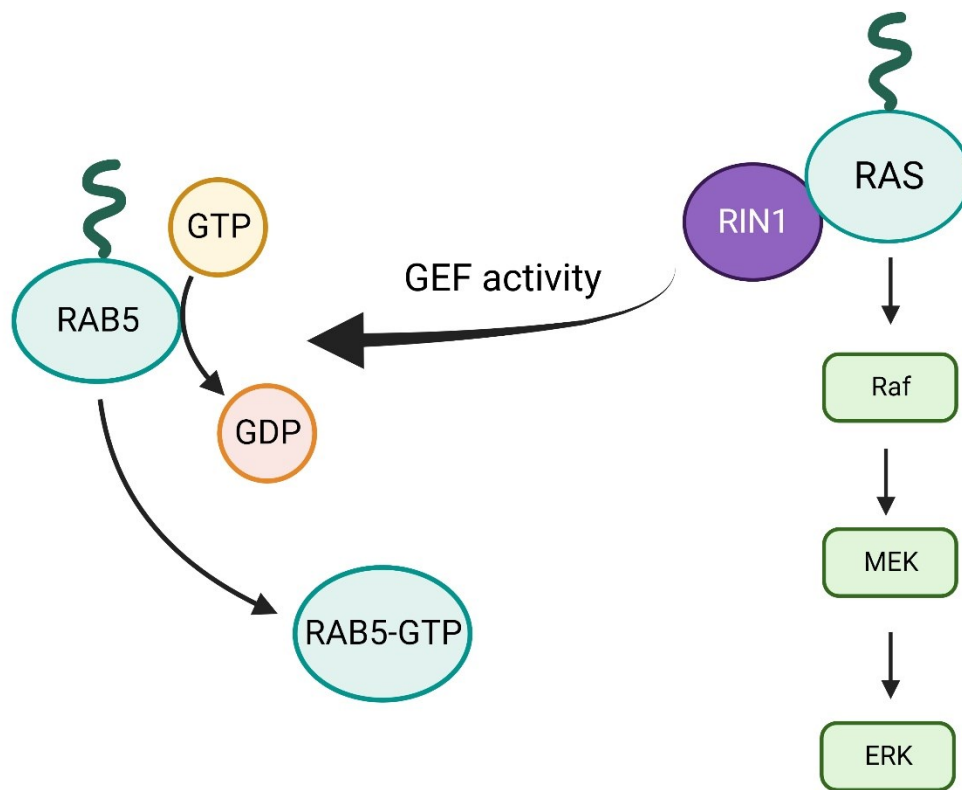 RAS
RIN1
GTP
GEF activity
RAB5
Raf
GDP
MEK
RAB5-GTP
ERK